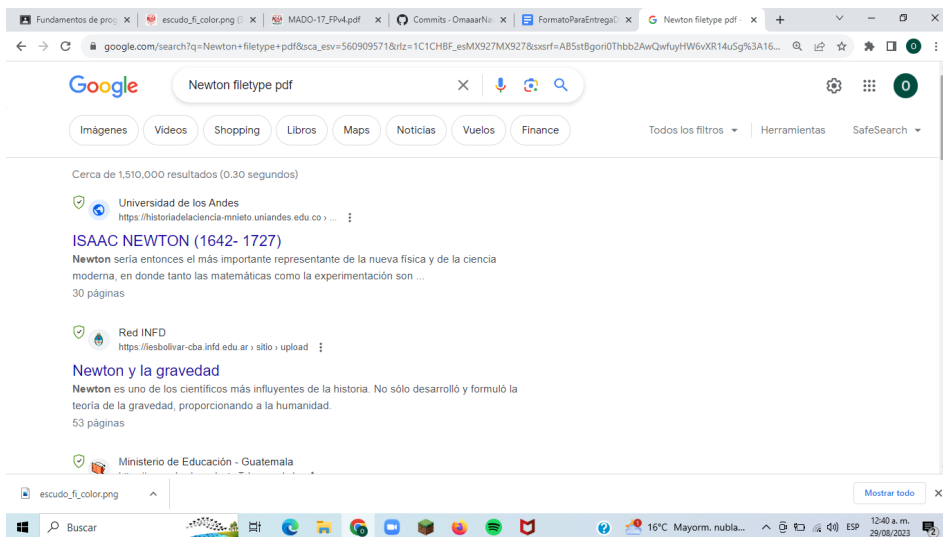 Fundamentos de prog
escudo_fi_color.png (
MADO-17_FPv4.pdf
Commits · OmaaarNa
FormatoParaEntregaD
Newton filetype pdf -
google.com/search?q=Newton+filetype+pdf&sca_esv=560909571&rlz=1C1CHBF_esMX927MX927&sxsrf=AB5stBgori0Thbb2AwQwfuyHW6vXR14uSg%3A16...
O
Google
Newton filetype pdf
O
Imágenes
Videos
Shopping
Libros
Maps
Noticias
Vuelos
Finance
Todos los filtros
Herramientas
SafeSearch
Cerca de 1,510,000 resultados (0.30 segundos)
Universidad de los Andes
https://historiadelaciencia-mnieto.uniandes.edu.co › ...
ISAAC NEWTON (1642- 1727)
Newton sería entonces el más importante representante de la nueva física y de la ciencia
moderna, en donde tanto las matemáticas como la experimentación son ...
30 páginas
Red INFD
https://iesbolivar-cba.infd.edu.ar › sitio › upload
Newton y la gravedad
Newton es uno de los científicos más influyentes de la historia. No sólo desarrolló y formuló la
teoría de la gravedad, proporcionando a la humanidad.
53 páginas
Ministerio de Educación - Guatemala
escudo_fi_color.png
Mostrar todo
Buscar
16°C Mayorm. nubla...
ESP
12:40 a. m.
29/08/2023
2